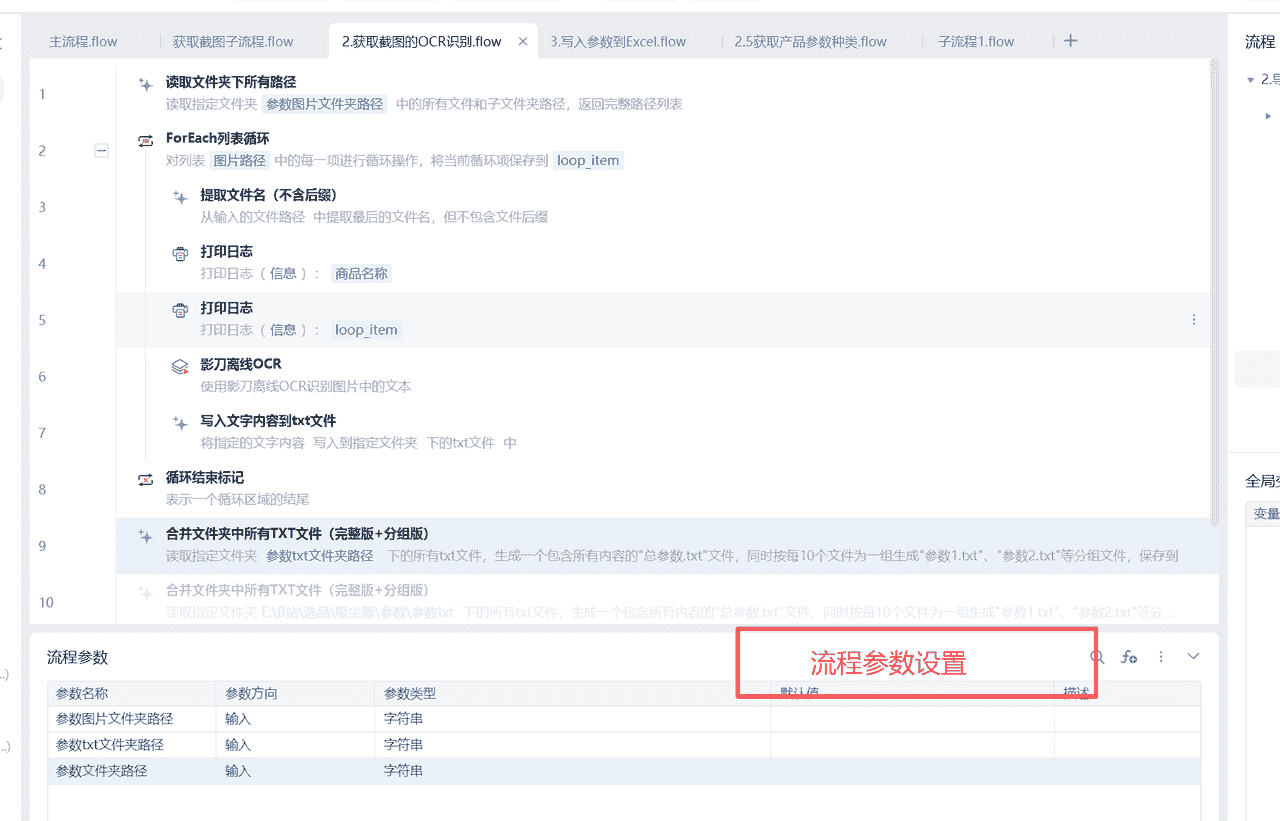 主流程.flow
获取截图子流程.flow
2.获取截图的OCR识别.flow
3.写入参数到Excel.flow
2.5获取产品参数种类.flow
子流程1.flow
流程
1
读取文件夹下所有路径
读取指定文件夹 参数图片文件夹路径 中的所有文件和子文件夹路径，返回完整路径列表
2
ForEach列表循环
对列表 图片路径 中的每一项进行循环操作，将当前循环项保存到 loop_item
3
提取文件名（不含后缀）
从输入的文件路径 中提取最后的文件名，但不包含文件后缀
4
打印日志
打印日志（ 信息 ）： 商品名称
5
打印日志
打印日志（ 信息 ）： loop_item
6
影刀离线OCR
使用影刀离线OCR识别图片中的文本
7
写入文字内容到txt文件
将指定的文字内容 写入到指定文件夹 下的txt文件 中
8
循环结束标记
表示一个循环区域的结尾
9
合并文件夹中所有TXT文件（完整版+分组版）
读取指定文件夹 参数txt文件夹路径 下的所有txt文件，生成一个包含所有内容的"总参数.txt"文件，同时按每10个文件为一组生成"参数1.txt"、"参数2.txt"等分组文件，保存到
10
合并文件夹中所有TXT文件（完整版+分组版）
读取指定文件夹 E:\B站\选品\吸尘器\参数\参数txt 下的所有txt文件，生成一个包含所有内容的"总参数.txt"文件，同时按每10个文件为一组生成"参数1.txt"、"参数2.txt"等分...
全局
变量
流程参数
流程参数设置
参数名称 参数方向 参数类型 默认值 描述
参数图片文件夹路径 输入 字符串
参数txt文件夹路径 输入 字符串
参数文件夹路径 输入 字符串